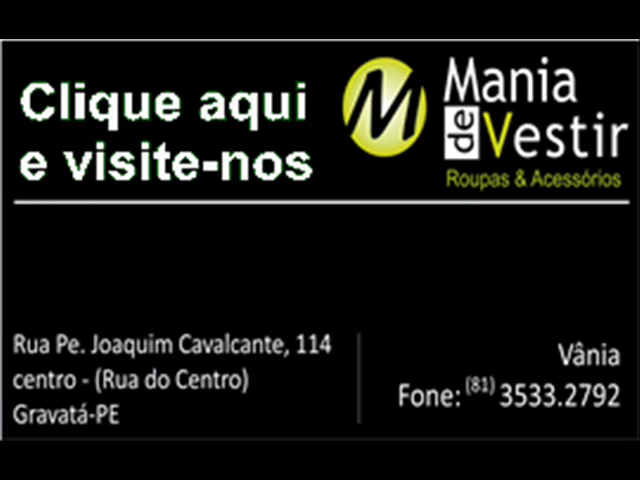 Clique aqui
e visite-nos
M
Mania
de Vestir
Roupas & Acessórios
Rua Pe. Joaquim Cavalcante, 114
centro - (Rua do Centro)
Gravatá-PE
Vânia
Fone: (81) 3533.2792